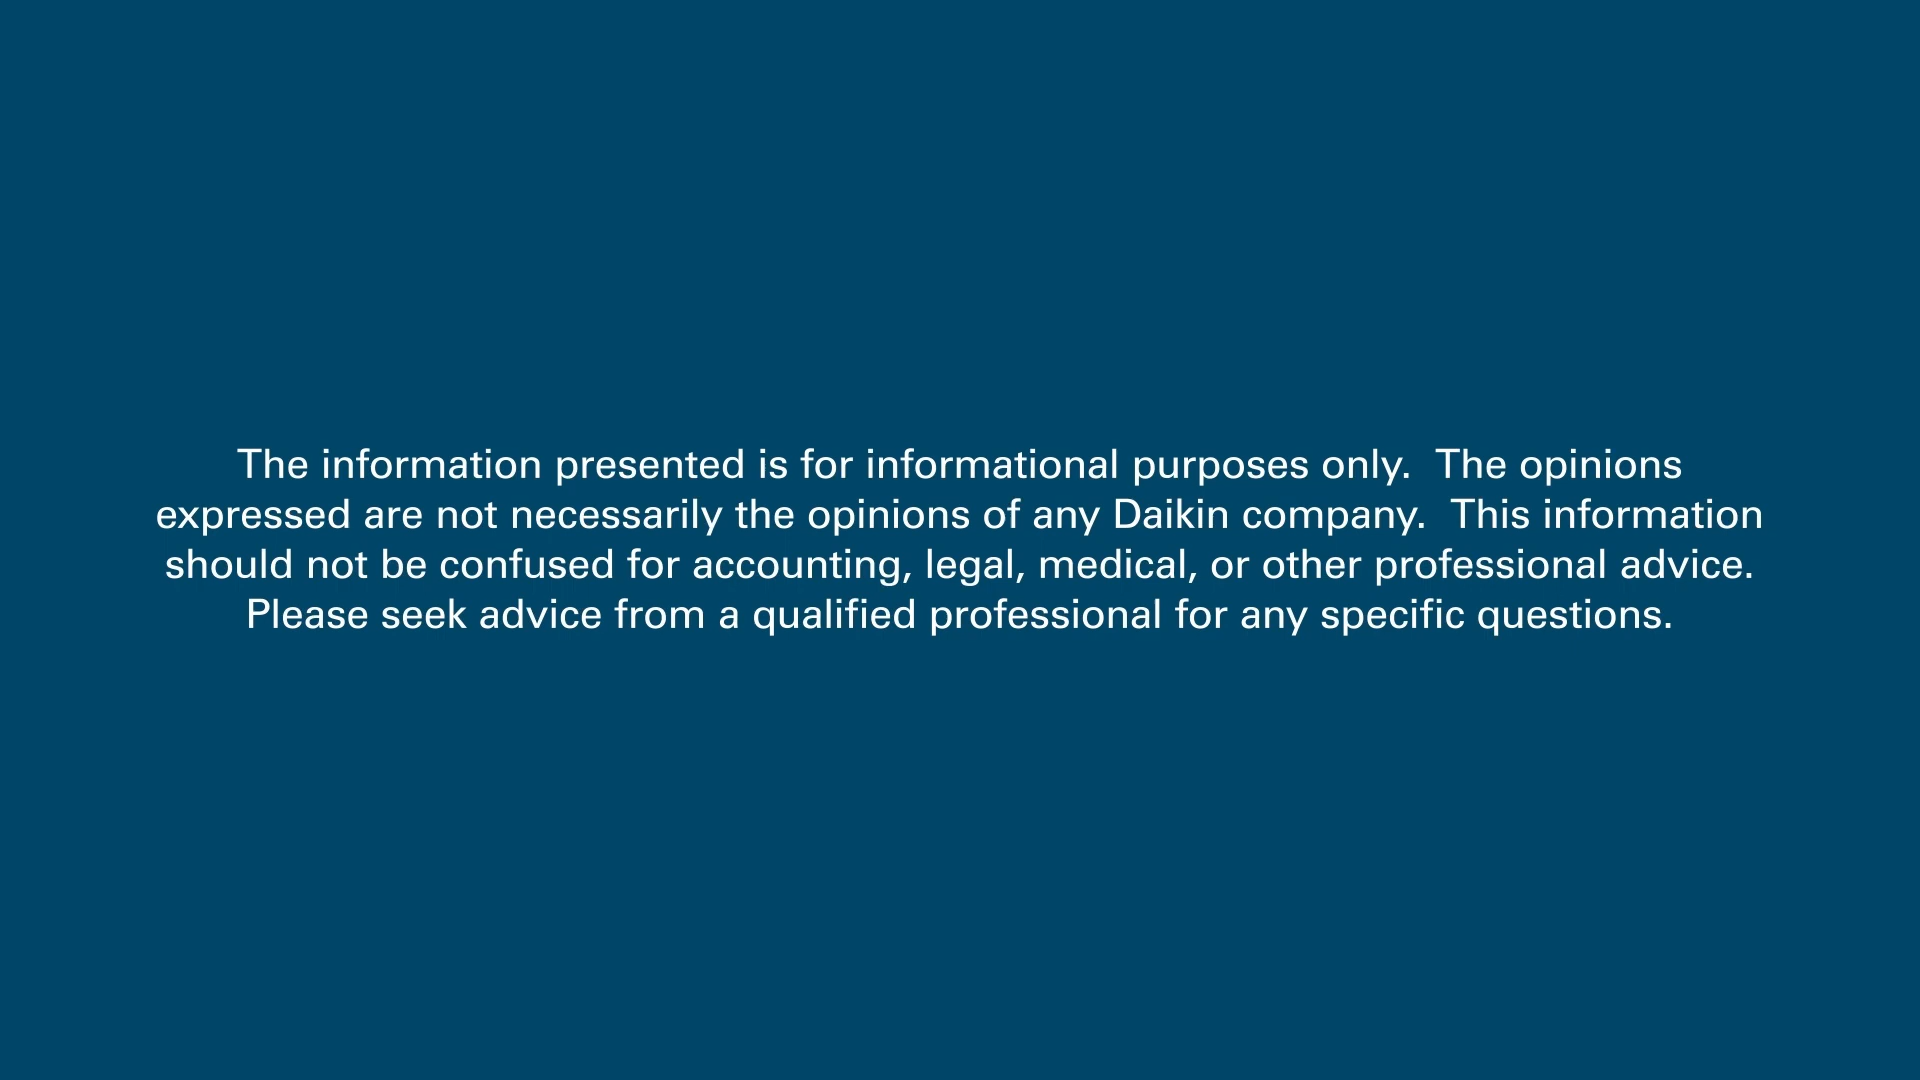 The information presented is for informational purposes only.  The opinions
expressed are not necessarily the opinions of any Daikin company.  This information
should not be confused for accounting, legal, medical, or other professional advice.
Please seek advice from a qualified professional for any specific questions.